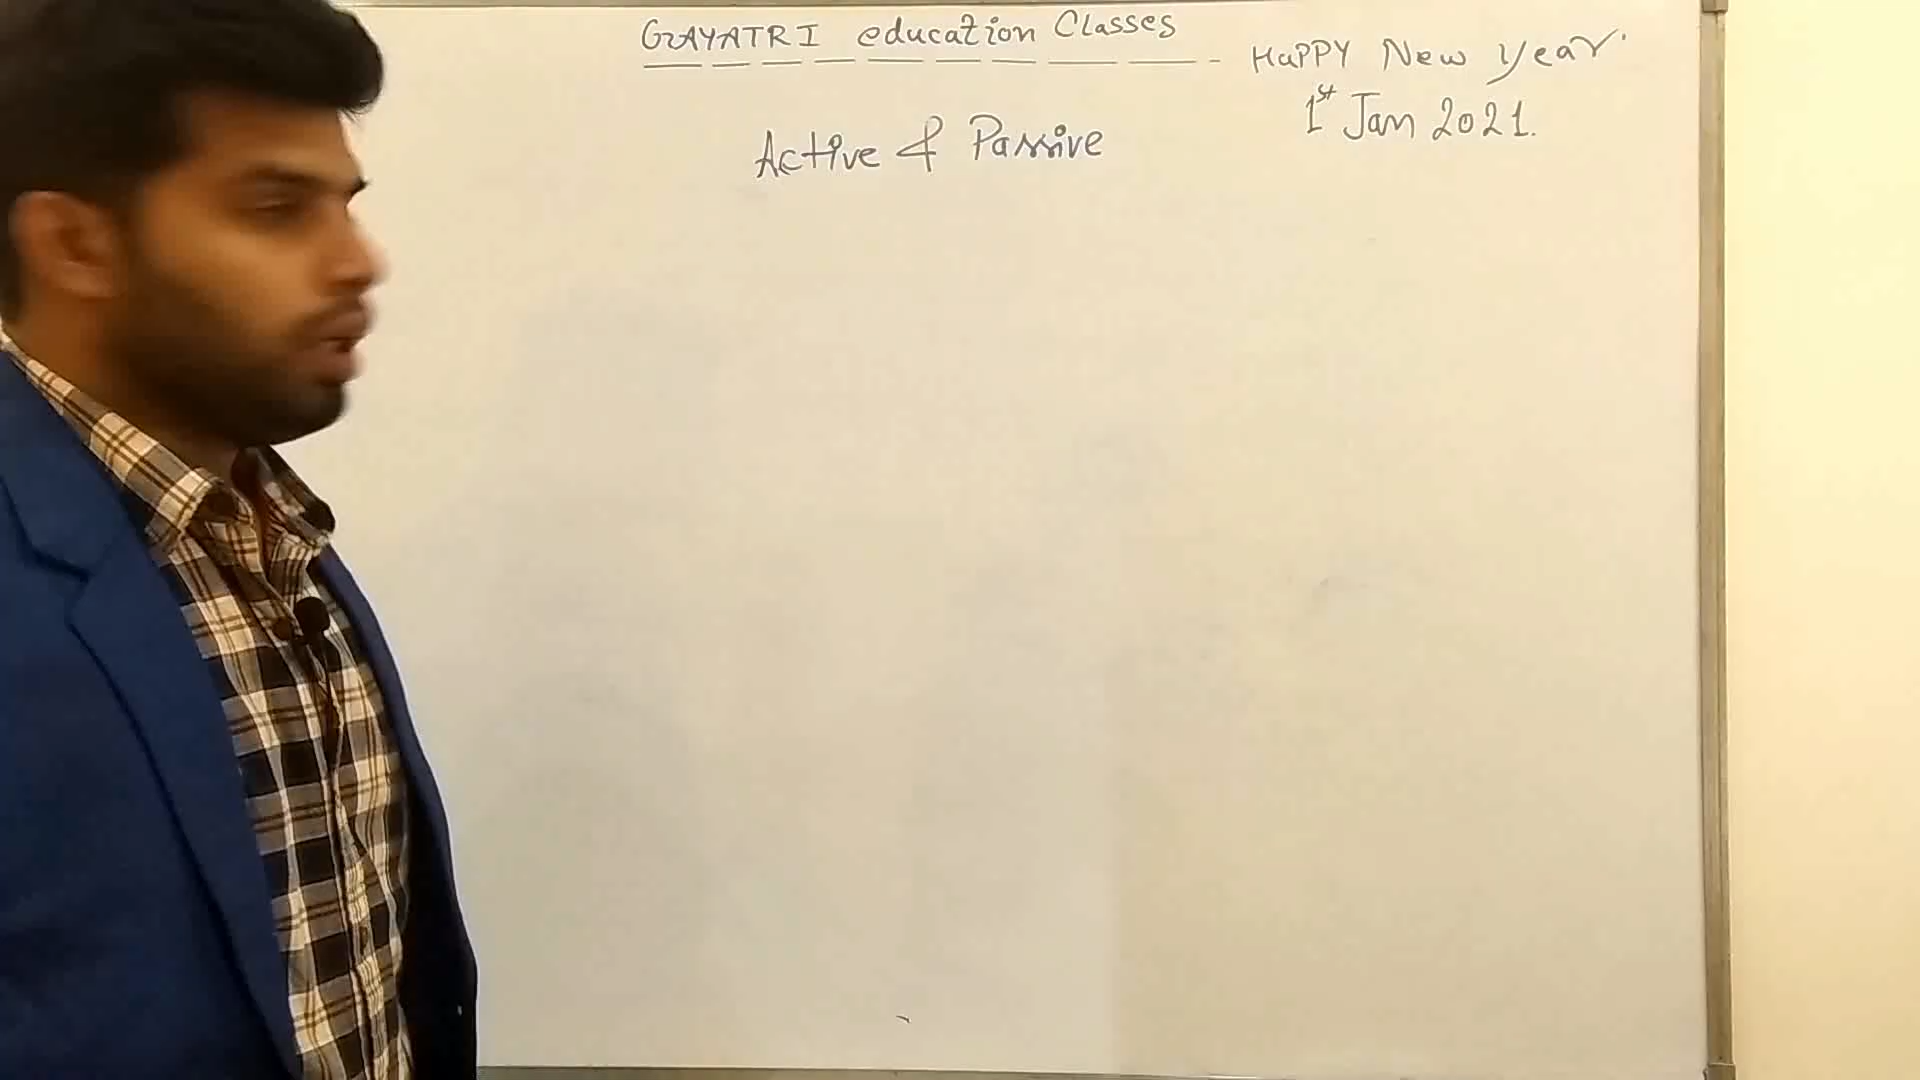 GAYATRI education Classes
HaPPY New year.
1st Jan 2021.
Active & Passive